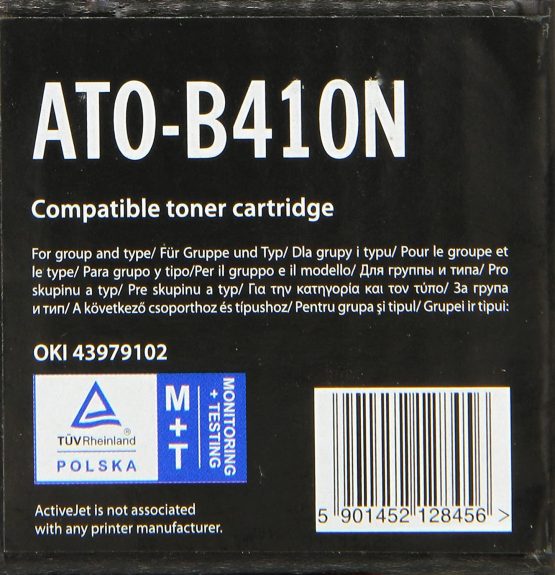 ATO-B410N
Compatible toner cartridge
For group and type/ Für Gruppe und Typ/ Dla grupy i typu/ Pour le groupe et
le type/ Para grupo y tipo/Per il gruppo e il modello/ Для группы и типа/ Pro
skupinu a typ/ Pre skupinu a typ/ Για την κατηγορία και τον τύπο/ За група
и тип/ A következő csoporthoz és típushoz/ Pentru grupa şi tipul/ Grupei ir tipui:
OKI 43979102
TÜVRheinland®
POLSKA
M+T
MONITORING
+ TESTING
ActiveJet is not associated
with any printer manufacturer.
5 901452 128456 >